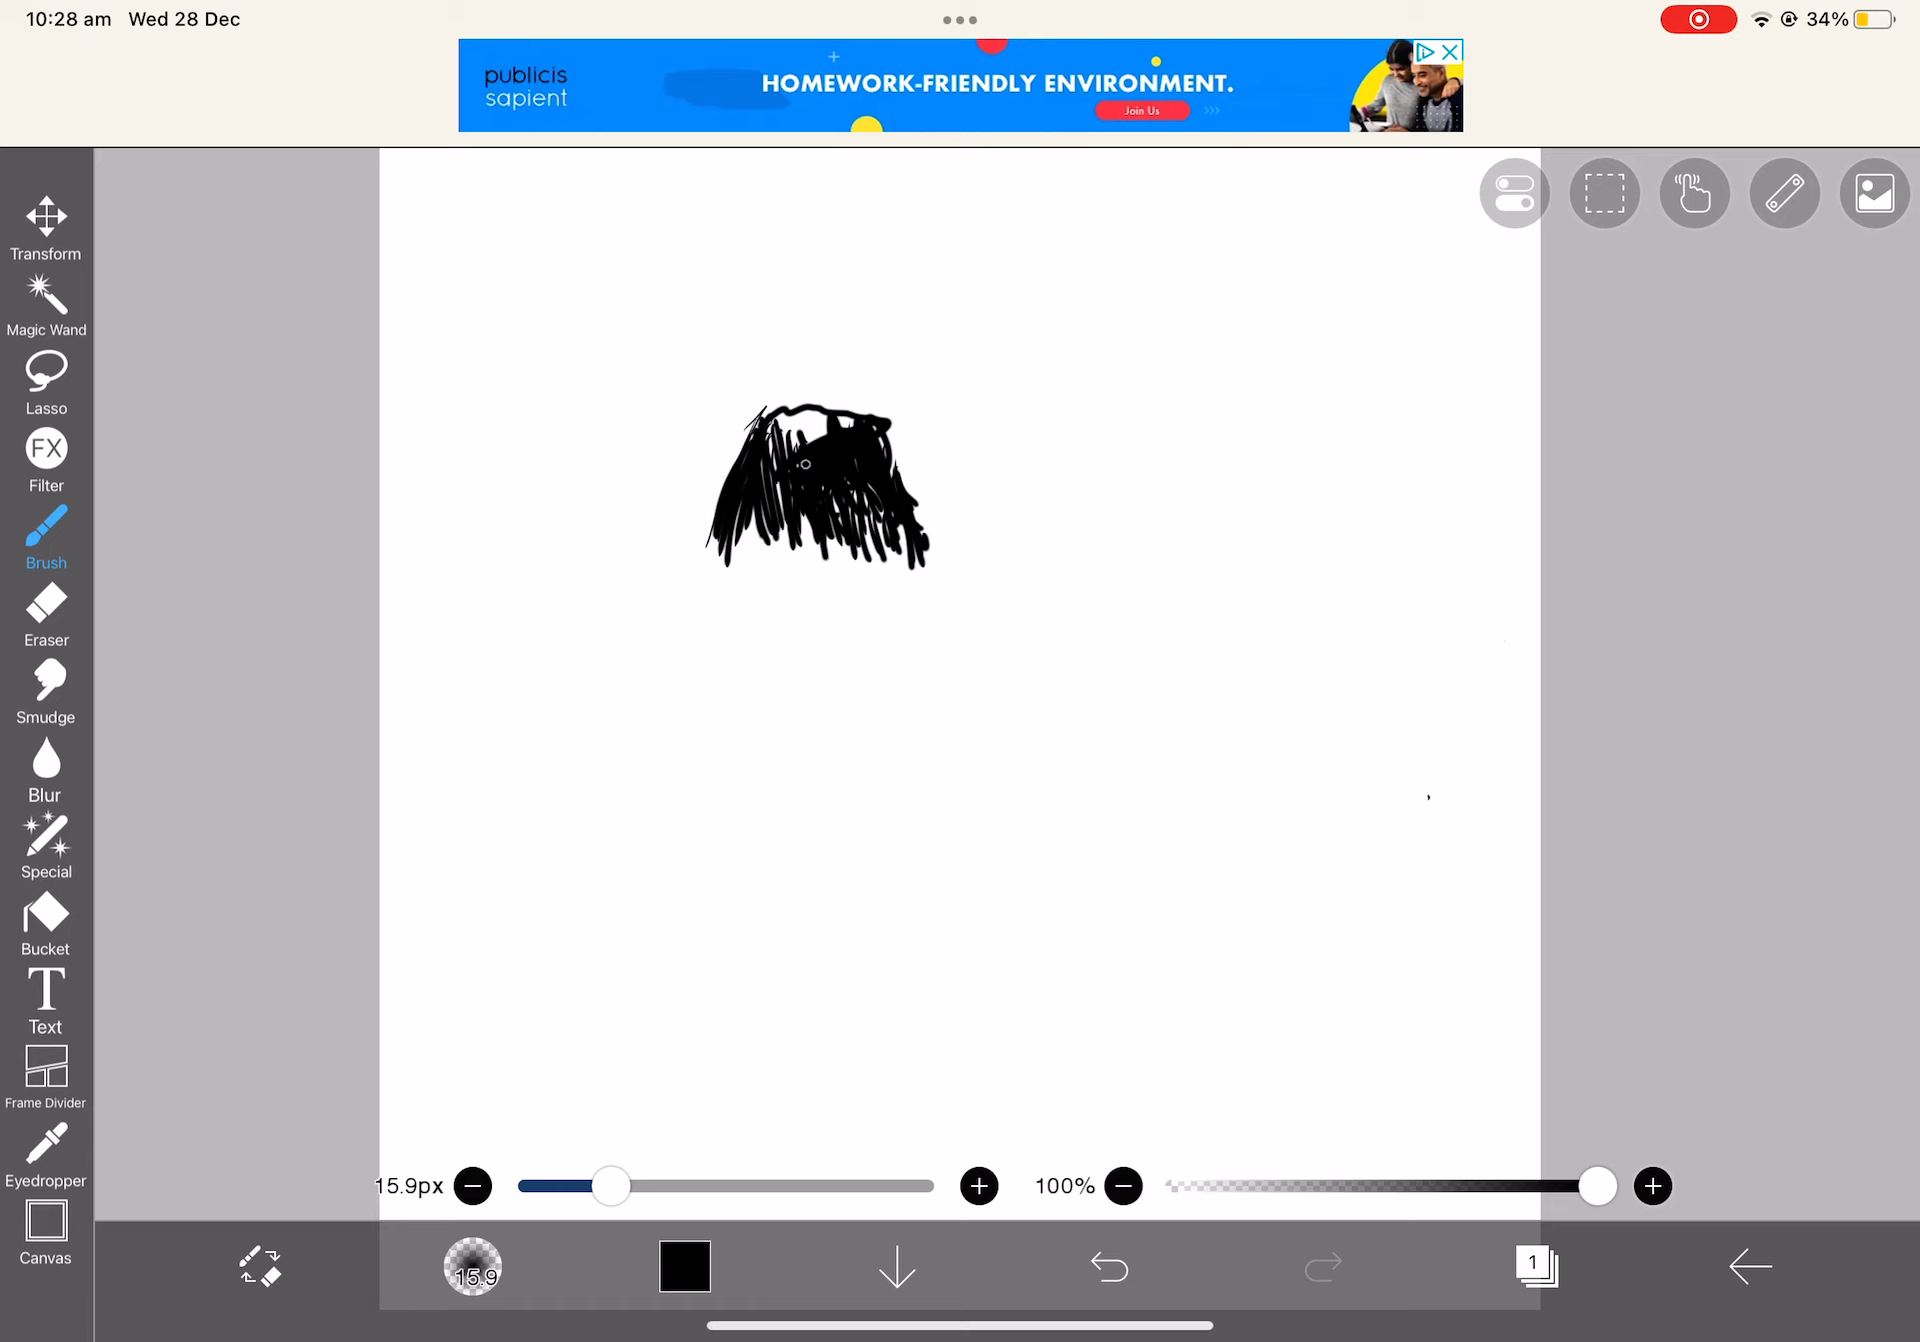 10:28 am Wed 28 Dec
34%
publicis
sapient
HOMEWORK-FRIENDLY ENVIRONMENT.
Join Us
Transform
Magic Wand
Lasso
FX
Filter
Brush
Eraser
Smudge
Blur
Special
Bucket
T
Text
Frame Divider
Eyedropper
Canvas
15.9px
100%
15.9
1